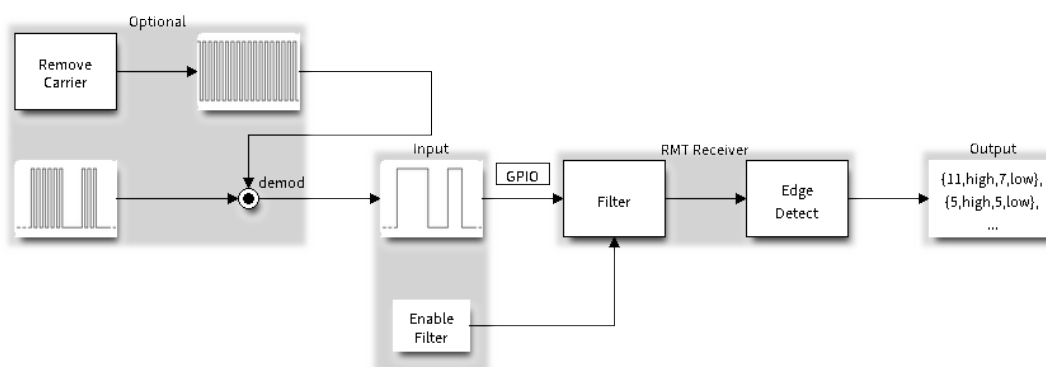 Optional
Remove
Carrier
demod
Input
GPIO
RMT Receiver
Filter
Edge
Detect
Output
{11,high,7,low},
{5,high,5,low},
...
Enable
Filter